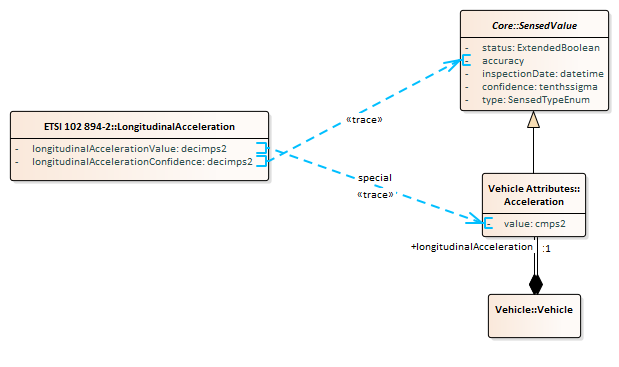 Core::SensedValue
- status: ExtendedBoolean
- accuracy
- inspectionDate: datetime
- confidence: tenthssigma
- type: SensedTypeEnum
«trace»
ETSI 102 894-2::LongitudinalAcceleration
- longitudinalAccelerationValue: decimps2
- longitudinalAccelerationConfidence: decimps2
special
«trace»
Vehicle Attributes::
Acceleration
- value: cmps2
+longitudinalAcceleration :1
Vehicle::Vehicle